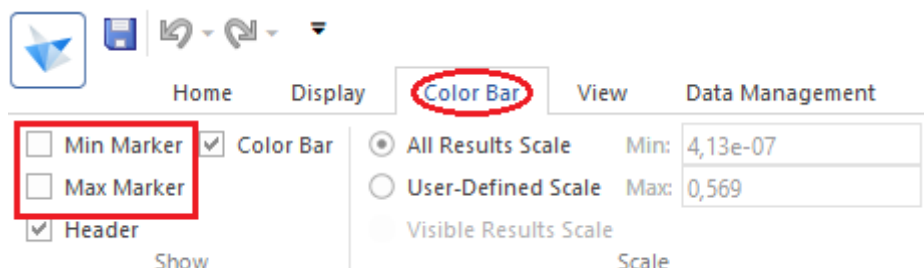 Home Display Color Bar View Data Management
Min Marker Color Bar All Results Scale Min: 4,13e-07
Max Marker User-Defined Scale Max: 0,569
Header Visible Results Scale
Show Scale